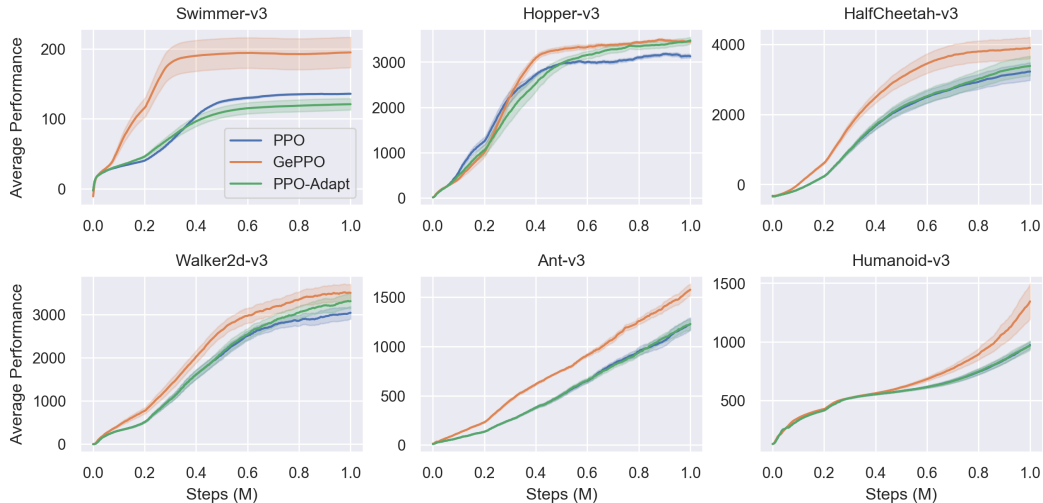 Swimmer-v3
Hopper-v3
HalfCheetah-v3
Average Performance
200
100
0
PPO
GePPO
PPO-Adapt
0.0 0.2 0.4 0.6 0.8 1.0
3000
2000
1000
0
0.0 0.2 0.4 0.6 0.8 1.0
4000
2000
0
0.0 0.2 0.4 0.6 0.8 1.0
Walker2d-v3
Ant-v3
Humanoid-v3
Average Performance
3000
2000
1000
0
0.0 0.2 0.4 0.6 0.8 1.0
Steps (M)
1500
1000
500
0
0.0 0.2 0.4 0.6 0.8 1.0
Steps (M)
1500
1000
500
0.0 0.2 0.4 0.6 0.8 1.0
Steps (M)